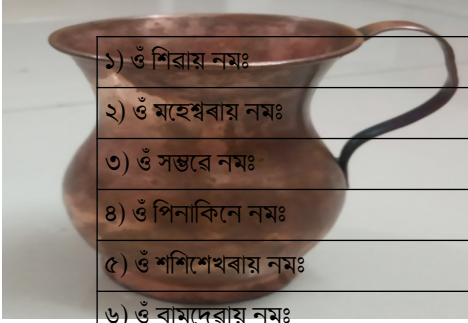 ১) ওঁ শিৱায় নমঃ
২) ওঁ মহেশ্বৰায় নমঃ
৩) ওঁ সম্ভৱে নমঃ
৪) ওঁ পিনাকিনে নমঃ
৫) ওঁ শশিশেখৰায় নমঃ
৬) ওঁ বামদেৱায় নমঃ